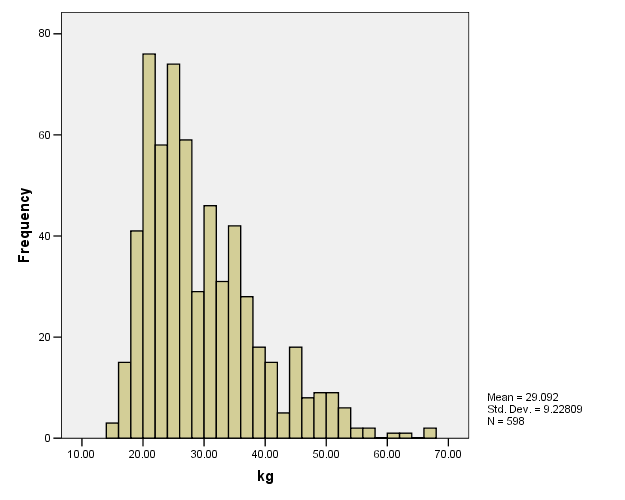 80
60
40
20
0
Frequency
10.00 20.00 30.00 40.00 50.00 60.00 70.00
kg
Mean = 29.092
Std. Dev. = 9.22809
N = 598